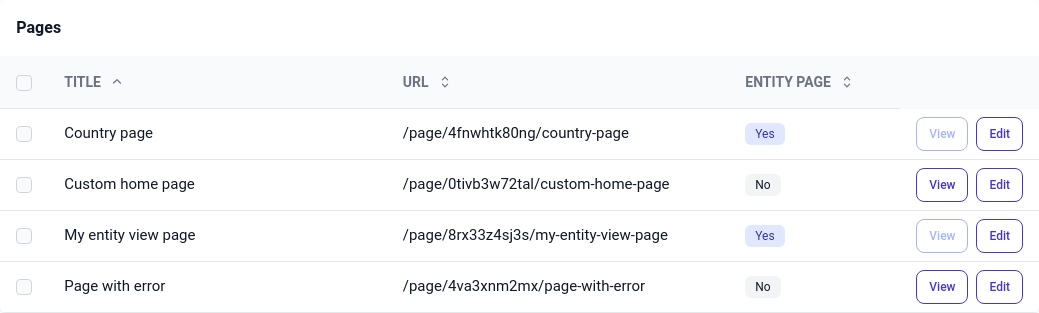 Pages
TITLE URL ENTITY PAGE
Country page /page/4fnwhtk80ng/country-page Yes View Edit
Custom home page /page/0tivb3w72tal/custom-home-page No View Edit
My entity view page /page/8rx33z4sj3s/my-entity-view-page Yes View Edit
Page with error /page/4va3xnm2mx/page-with-error No View Edit